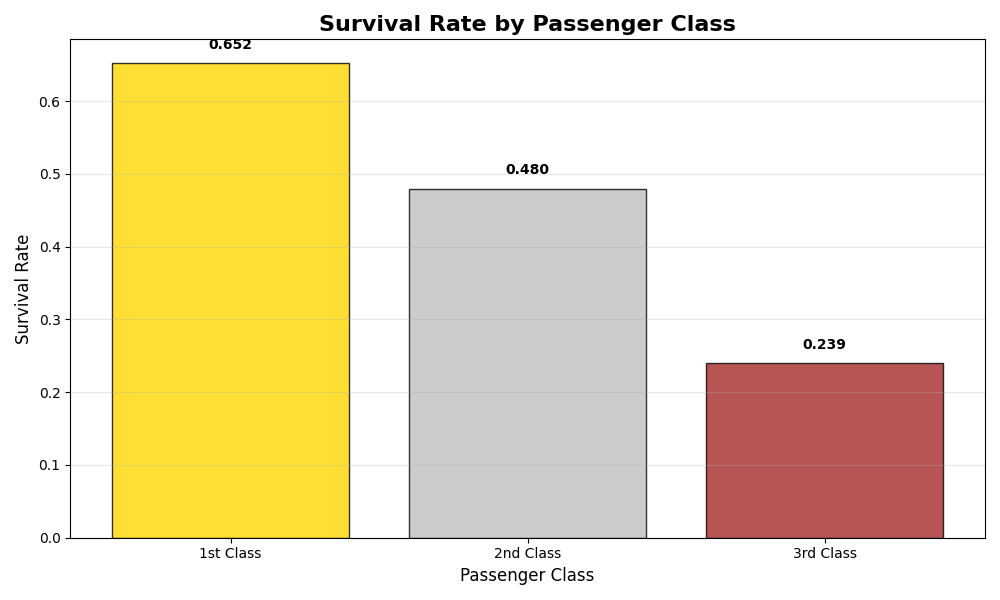 Survival Rate by Passenger Class
0.652
0.480
0.239
Survival Rate
0.6
0.5
0.4
0.3
0.2
0.1
0.0
1st Class
2nd Class
3rd Class
Passenger Class